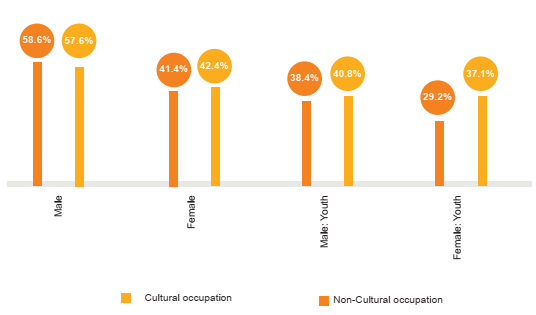 58.6% 57.6%
41.4% 42.4%
38.4% 40.8%
29.2% 37.1%
Male
Female
Male: Youth
Female: Youth
Cultural occupation
Non-Cultural occupation